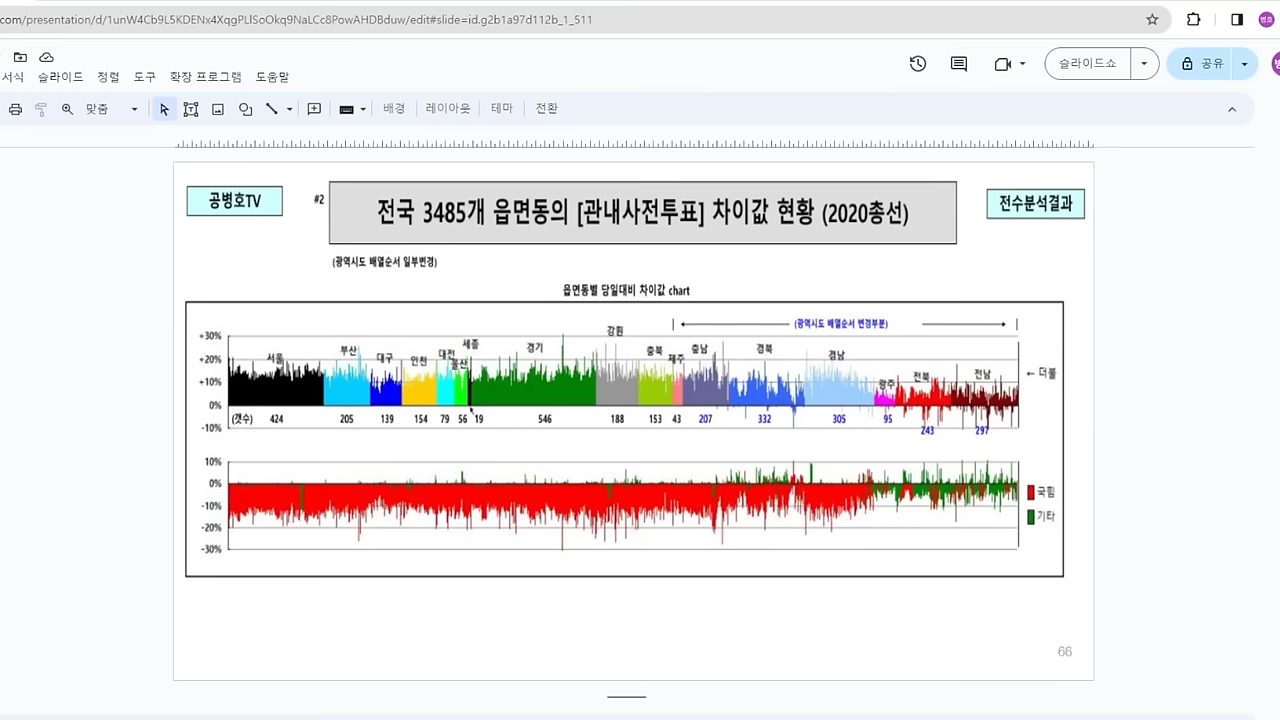 com/presentation/d/1unW4Cb9L5KDENx4XqgPLlSoOkq9NaLCc8PowAHDBduw/edit#slide=id.g2b1a97d112b_1_511
서식 슬라이드 정렬 도구 확장 프로그램 도움말
슬라이드쇼
공유
맞춤
배경 레이아웃 테마 전환
공병호TV
#2
전국 3485개 읍면동의 [관내사전투표] 차이값 현황 (2020총선)
전수분석결과
(광역시도 배열순서 일부변경)
읍면동별 당일대비 차이값 chart
(광역시도 배열순서 변경부분)
+30%
+20%
+10%
0%
-10%
서울 부산 대구 인천 대전 울산 세종 경기 강원 충북 제주 충남 경북 경남 광주 전북 전남
← 더불
(갯수) 424 205 139 154 79 56 19 546 188 153 43 207 332 305 95 243 297
10%
0%
-10%
-20%
-30%
국힘
기타
66